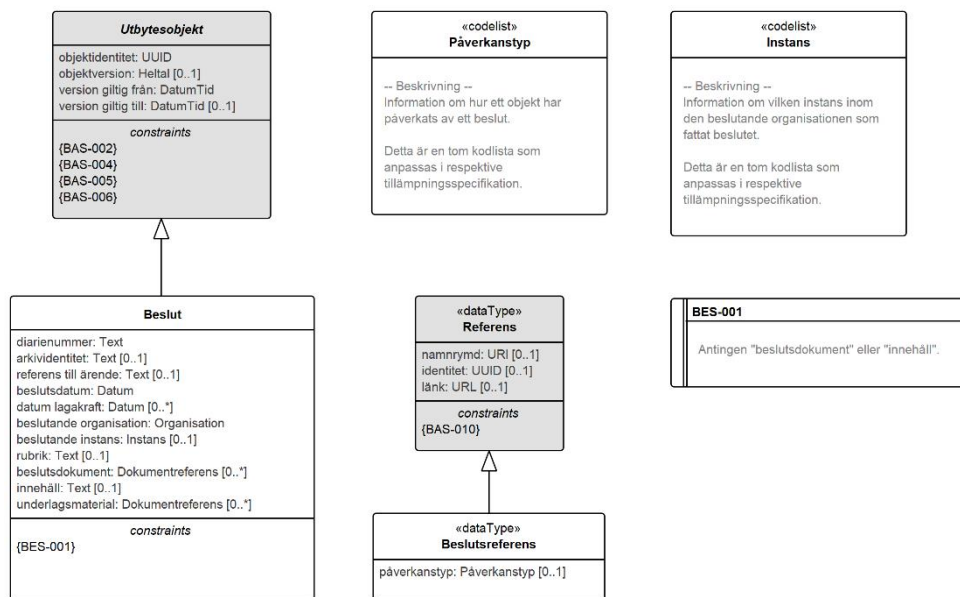 Utbytesobjekt
objektidentitet: UUID
objektversion: Heltal [0..1]
version giltig från: DatumTid
version giltig till: DatumTid [0..1]
constraints
{BAS-002}
{BAS-004}
{BAS-005}
{BAS-006}
«codelist»
Påverkanstyp
-- Beskrivning --
Information om hur ett objekt har
påverkats av ett beslut.
Detta är en tom kodlista som
anpassas i respektive
tillämpningsspecifikation.
«codelist»
Instans
-- Beskrivning --
Information om vilken instans inom
den beslutande organisationen som
fattat beslutet.
Detta är en tom kodlista som
anpassas i respektive
tillämpningsspecifikation.
Beslut
diarienummer: Text
arkividentitet: Text [0..1]
referens till ärende: Text [0..1]
beslutsdatum: Datum
datum lagakraft: Datum [0..*]
beslutande organisation: Organisation
beslutande instans: Instans [0..1]
rubrik: Text [0..1]
beslutsdokument: Dokumentreferens [0..*]
innehåll: Text [0..1]
underlagsmaterial: Dokumentreferens [0..*]
constraints
{BES-001}
«dataType»
Referens
namnrymd: URI [0..1]
identitet: UUID [0..1]
länk: URL [0..1]
constraints
{BAS-010}
«dataType»
Beslutsreferens
påverkanstyp: Påverkanstyp [0..1]
BES-001
Antingen "beslutsdokument" eller "innehåll".